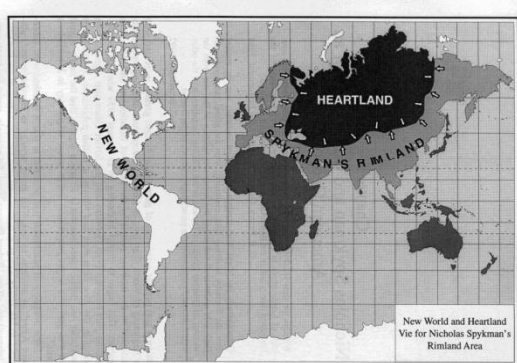 HEARTLAND
NEW WORLD
SPYKMAN'S RIMLAND
New World and Heartland
Vie for Nicholas Spykman's
Rimland Area